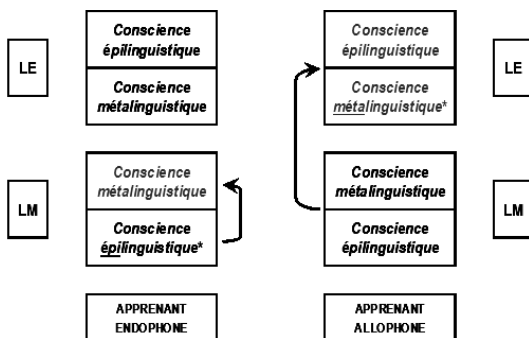 LE
Conscience
épilinguistique
Conscience
métalinguistique
Conscience
épilinguistique
Conscience
métalinguistique*
LE
LM
Conscience
métalinguistique
Conscience
épilinguistique*
Conscience
métalinguistique
Conscience
épilinguistique
LM
APPRENANT
ENDOPHONE
APPRENANT
ALLOPHONE